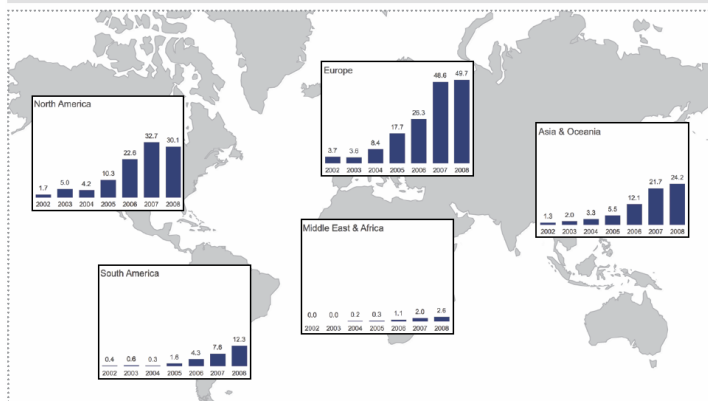 North America
1.7 5.0 4.2 10.3 22.6 32.7 30.1
2002 2003 2004 2005 2006 2007 2008
Europe
3.7 3.6 8.4 17.7 26.3 48.6 49.7
2002 2003 2004 2005 2006 2007 2008
Asia & Oceania
1.3 2.0 3.3 5.5 12.1 21.7 24.2
2002 2003 2004 2005 2006 2007 2008
Middle East & Africa
0.0 0.0 0.2 0.3 1.1 2.0 2.6
2002 2003 2004 2005 2006 2007 2008
South America
0.4 0.6 0.3 1.6 4.3 7.8 12.3
2002 2003 2004 2005 2006 2007 2008